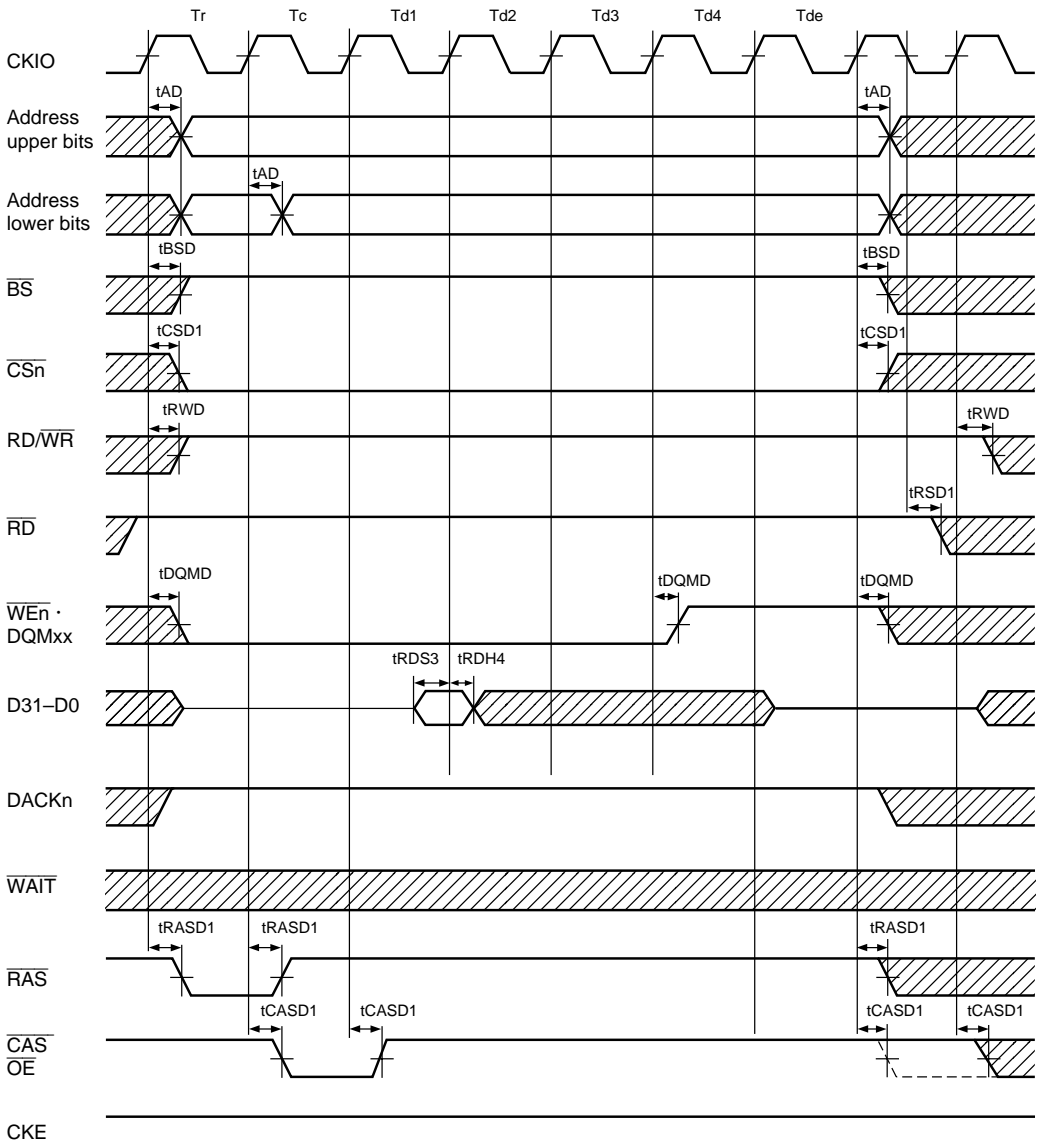 Tr Tc Td1 Td2 Td3 Td4 Tde
CKIO
tAD tAD
Address
upper bits
tAD
Address
lower bits
tBSD tBSD
BS
tCSD1 tCSD1
CSn
tRWD tRWD
RD/WR
tRSD1
RD
tDQMD tDQMD tDQMD
WEn ·
DQMxx
tRDS3 tRDH4
D31–D0
DACKn
WAIT
tRASD1 tRASD1 tRASD1
RAS
tCASD1 tCASD1 tCASD1 tCASD1
CAS
OE
CKE